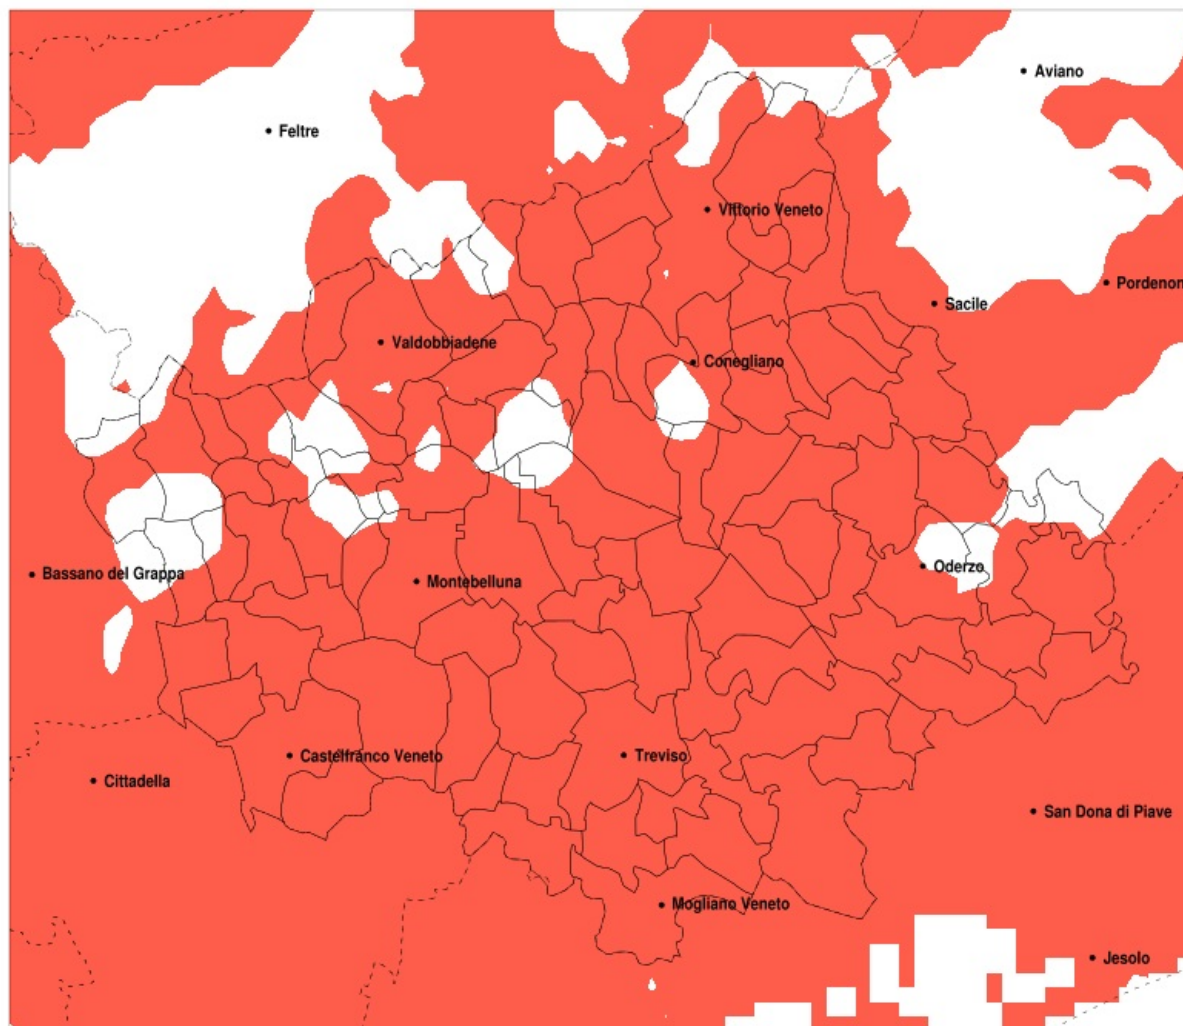 Aviano
Feltre
Vittorio Veneto
Pordenon
Sacile
Valdobbiadene
Conegliano
Oderzo
Bassano del Grappa
Montebelluna
Castelfranco Veneto
Treviso
Cittadella
San Dona di Piave
Mogliano Veneto
Jesolo